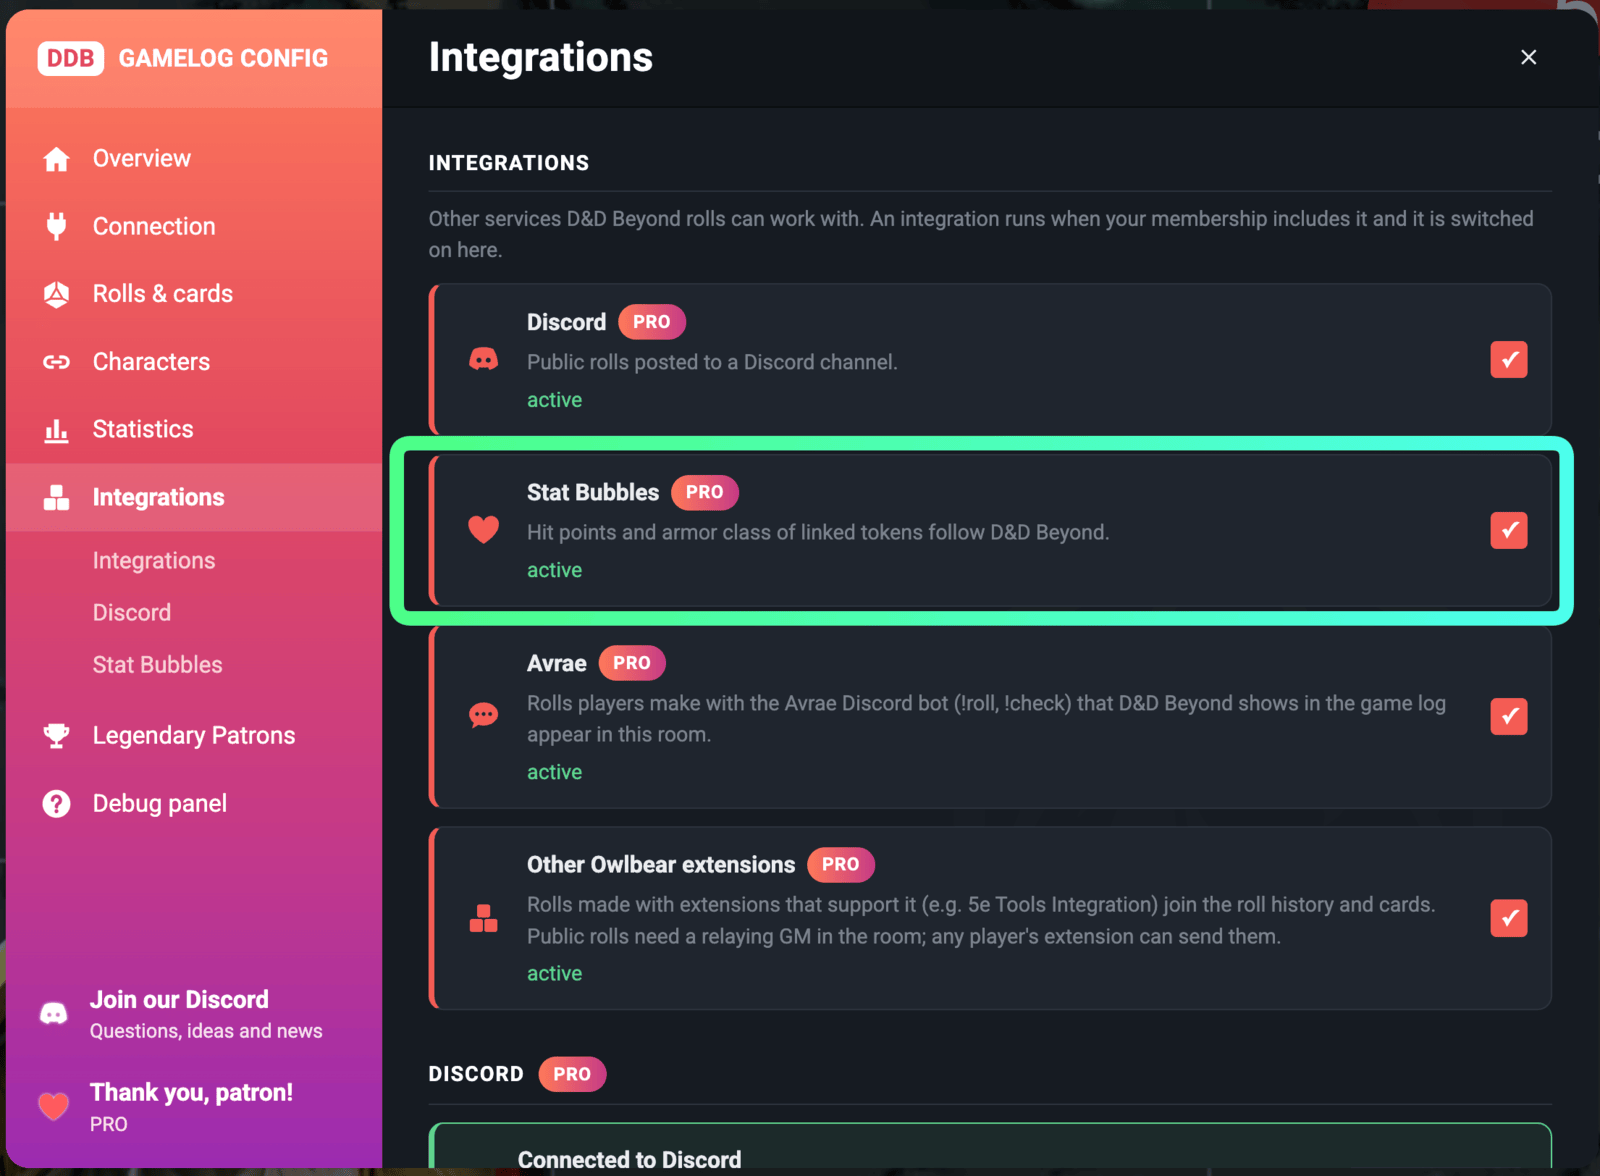 DDB GAMELOG CONFIG
Overview
Connection
Rolls & cards
Characters
Statistics
Integrations
Integrations
Discord
Stat Bubbles
Legendary Patrons
Debug panel
Join our Discord
Questions, ideas and news
Thank you, patron!
PRO
Integrations
INTEGRATIONS
Other services D&D Beyond rolls can work with. An integration runs when your membership includes it and it is switched
on here.
Discord PRO
Public rolls posted to a Discord channel.
active
Stat Bubbles PRO
Hit points and armor class of linked tokens follow D&D Beyond.
active
Avrae PRO
Rolls players make with the Avrae Discord bot (!roll, !check) that D&D Beyond shows in the game log
appear in this room.
active
Other Owlbear extensions PRO
Rolls made with extensions that support it (e.g. 5e Tools Integration) join the roll history and cards.
Public rolls need a relaying GM in the room; any player's extension can send them.
active
DISCORD PRO
Connected to Discord